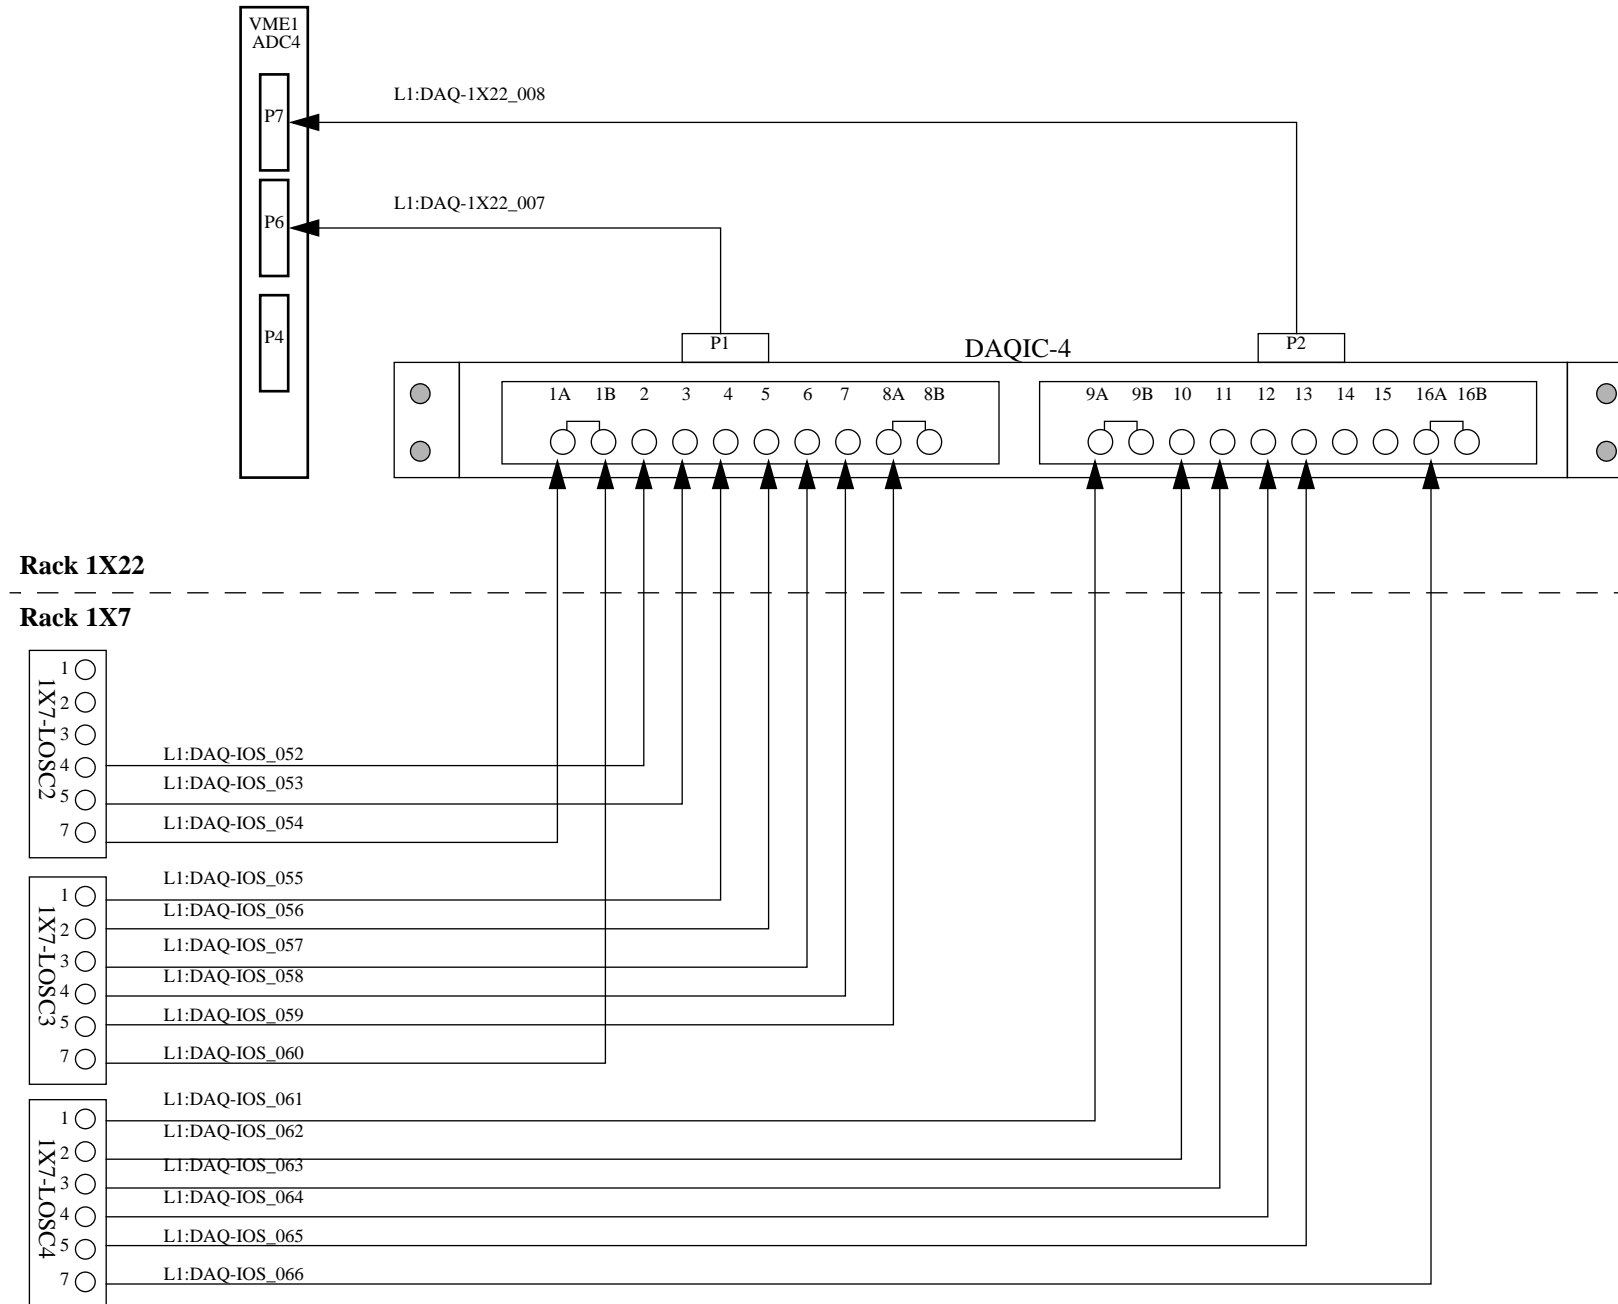 VME1
ADC4
P7
P6
P4
L1:DAQ-1X22_008
L1:DAQ-1X22_007
P1
DAQIC-4
P2
1A 1B 2 3 4 5 6 7 8A 8B
9A 9B 10 11 12 13 14 15 16A 16B
Rack 1X22
Rack 1X7
1X7-LOSC2
1
2
3
4
5
7
L1:DAQ-IOS_052
L1:DAQ-IOS_053
L1:DAQ-IOS_054
1X7-LOSC3
1
2
3
4
5
7
L1:DAQ-IOS_055
L1:DAQ-IOS_056
L1:DAQ-IOS_057
L1:DAQ-IOS_058
L1:DAQ-IOS_059
L1:DAQ-IOS_060
1X7-LOSC4
1
2
3
4
5
7
L1:DAQ-IOS_061
L1:DAQ-IOS_062
L1:DAQ-IOS_063
L1:DAQ-IOS_064
L1:DAQ-IOS_065
L1:DAQ-IOS_066